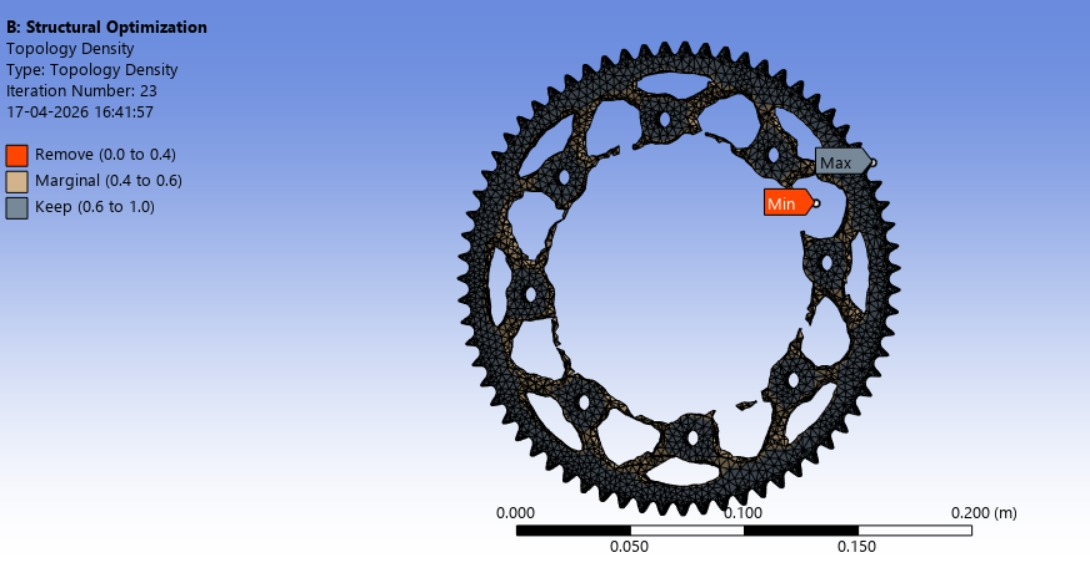 B: Structural Optimization
Topology Density
Type: Topology Density
Iteration Number: 23
17-04-2026 16:41:57
Remove (0.0 to 0.4)
Marginal (0.4 to 0.6)
Keep (0.6 to 1.0)
Max
Min
0.000 0.100 0.200 (m)
0.050 0.150